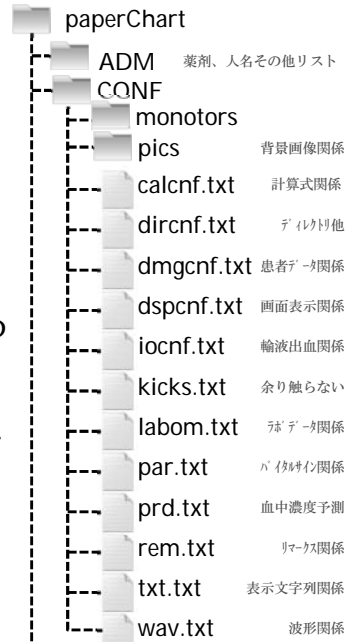 paperChart
ADM 薬剤、人名その他リスト
CONF
monotors
pics 背景画像関係
calcnf.txt 計算式関係
dircnf.txt ﾃﾞｨﾚｸﾄﾘ他
dmgcnf.txt 患者ﾃﾞｰﾀ関係
dspcnf.txt 画面表示関係
iocnf.txt 輸液出血関係
kicks.txt 余り触らない
labom.txt ﾗﾎﾞﾃﾞｰﾀ関係
par.txt ﾊﾞｲﾀﾙｻｲﾝ関係
prd.txt 血中濃度予測
rem.txt ﾘﾏｰｸｽ関係
txt.txt 表示文字列関係
wav.txt 波形関係